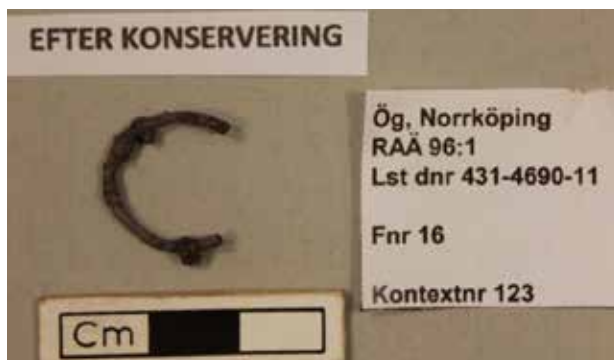 EFTER KONSERVERING
Ög, Norrköping
RAÄ 96:1
Lst dnr 431-4690-11
Fnr 16
Kontextnr 123
Cm